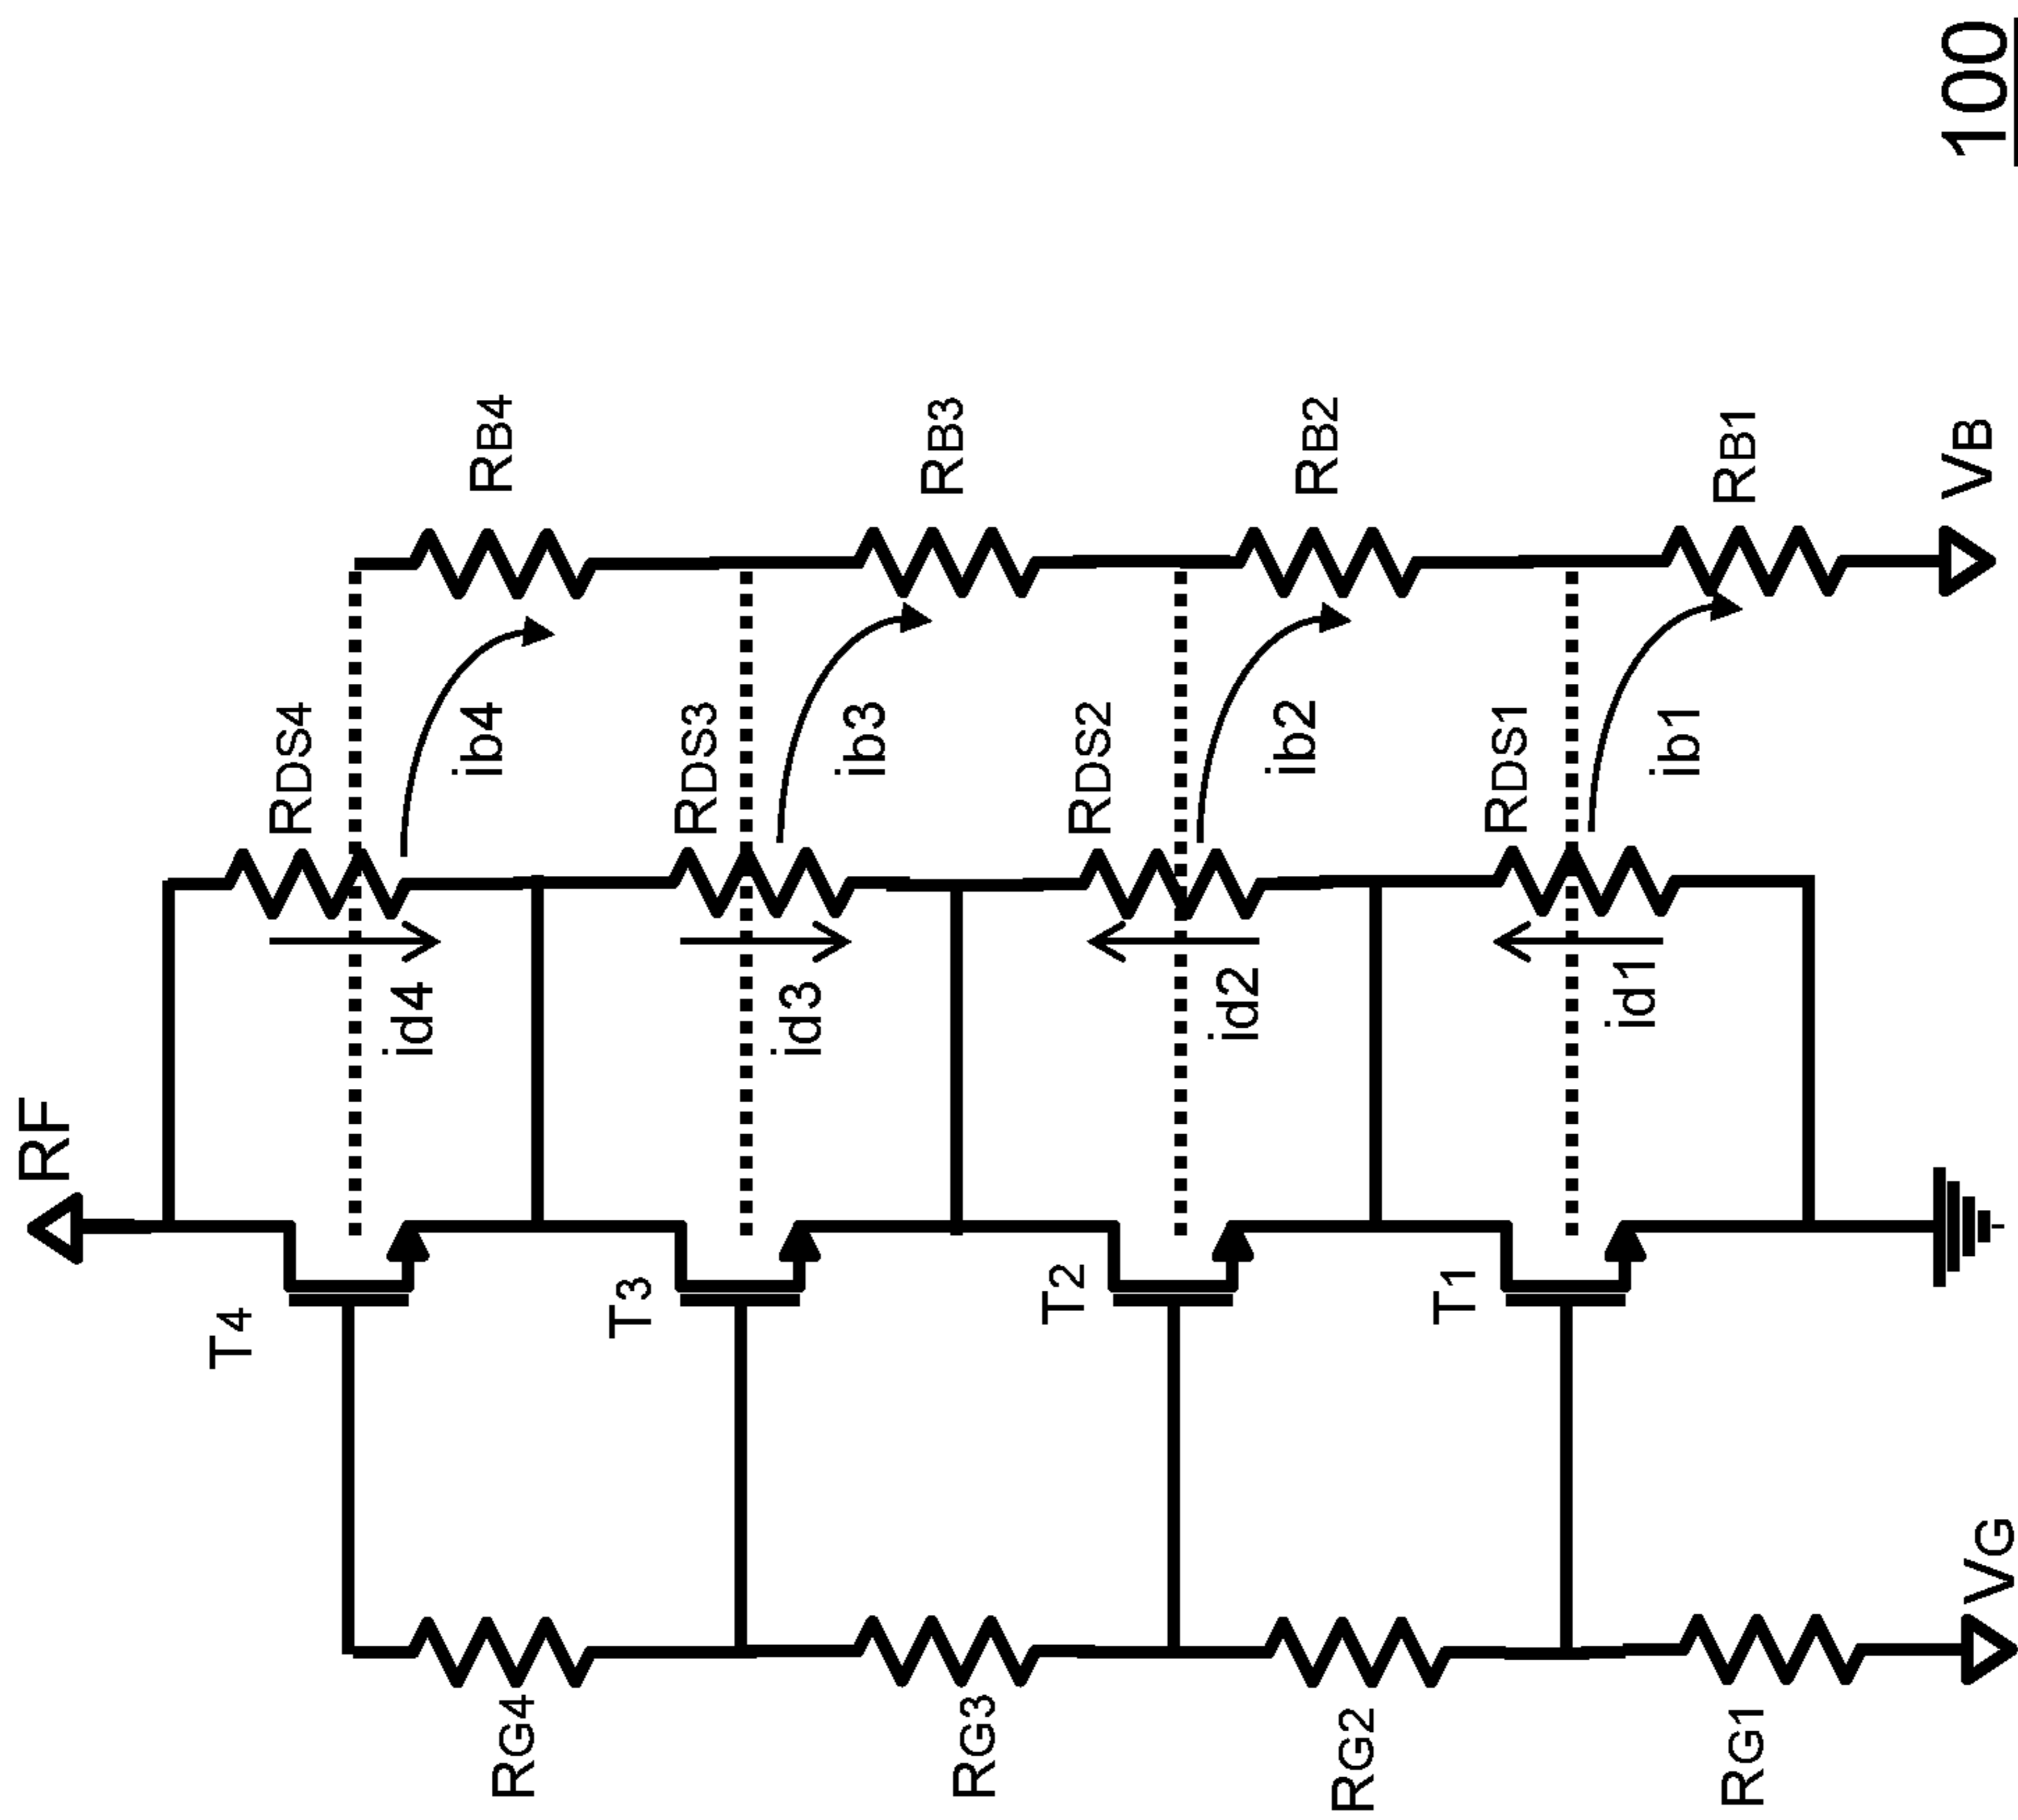 100
RF
T4
RDS4
RB4
id4
ib4
RG4
T3
RDS3
RB3
id3
ib3
RG3
T2
RDS2
RB2
id2
ib2
RG2
T1
RDS1
RB1
id1
ib1
RG1
VG
VB